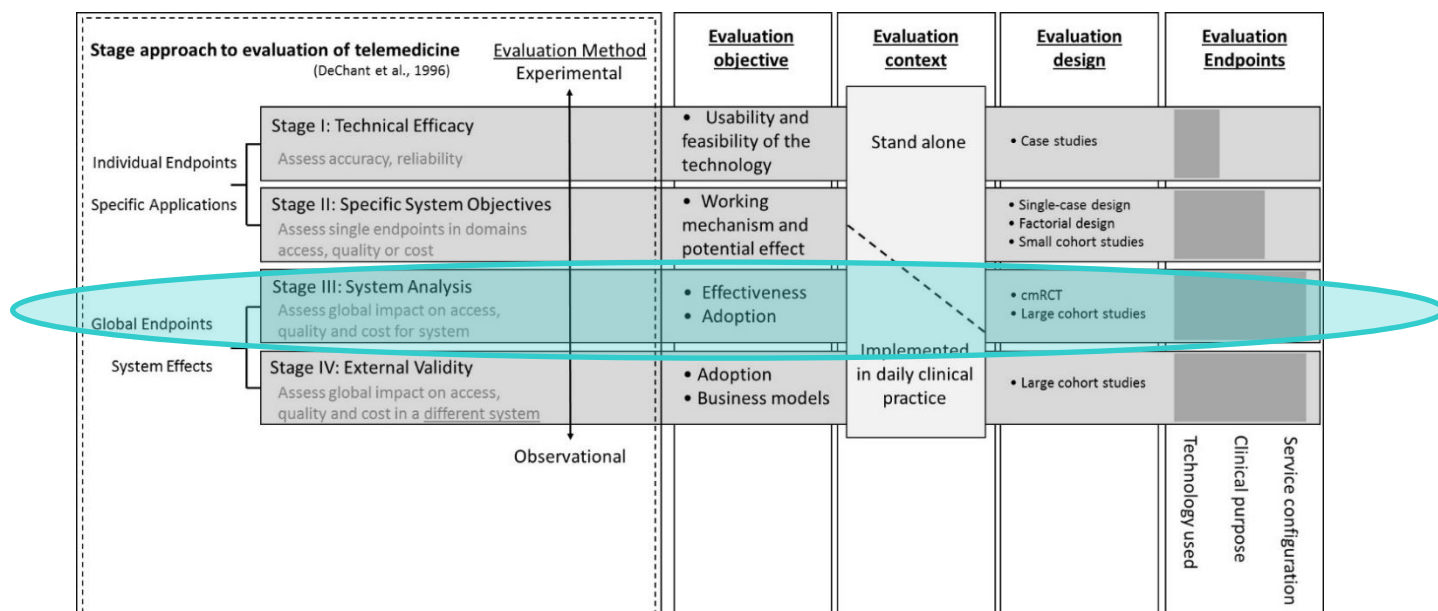 Stage approach to evaluation of telemedicine
(DeChant et al., 1996)
Evaluation Method
Experimental
Evaluation
objective
Evaluation
context
Evaluation
design
Evaluation
Endpoints
Individual Endpoints
Specific Applications
Stage I: Technical Efficacy
Assess accuracy, reliability
• Usability and
feasibility of the
technology
Stand alone
• Case studies
Stage II: Specific System Objectives
Assess single endpoints in domains
access, quality or cost
• Working
mechanism and
potential effect
• Single-case design
• Factorial design
• Small cohort studies
Global Endpoints
System Effects
Stage III: System Analysis
Assess global impact on access,
quality and cost for system
• Effectiveness
• Adoption
• cmRCT
• Large cohort studies
Stage IV: External Validity
Assess global impact on access,
quality and cost in a different system
• Adoption
• Business models
Implemented
in daily clinical
practice
• Large cohort studies
Observational
Technology used
Clinical purpose
Service configuration